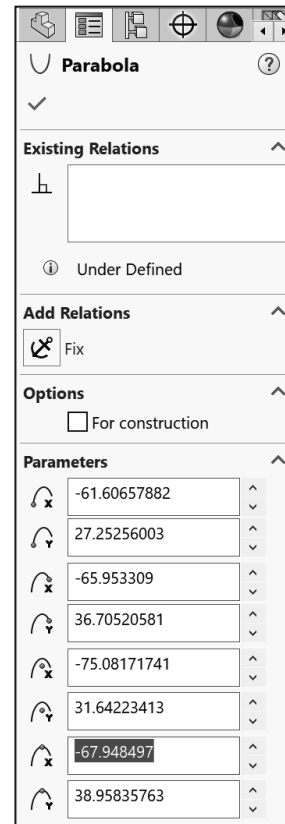 Parabola
Existing Relations
Under Defined
Add Relations
Fix
Options
For construction
Parameters
X -61.60657882
Y 27.25256003
X -65.953309
Y 36.70520581
X -75.08171741
Y 31.64223413
X -67.948497
Y 38.95835763